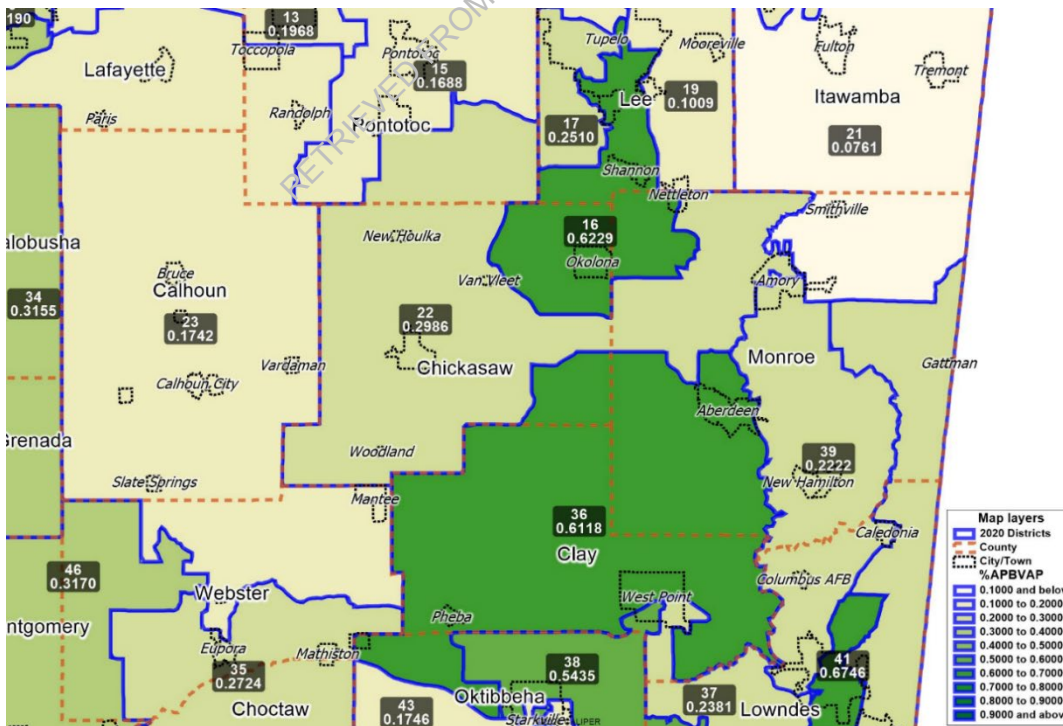 190
13
0.1968
Toccopola
Pontotoc
15
0.1688
Tupelo
Mooreville
Fulton
Tremont
Lafayette
Lee
19
0.1009
Itawamba
Paris
Randolph
Pontotoc
17
0.2510
21
0.0761
RETRIEVED FROM
Shannon
Nettleton
Smithville
New Houlka
16
0.6229
Okolona
alobusha
Bruce
Calhoun
Van Vleet
Amory
34
0.3155
23
0.1742
22
0.2986
Chickasaw
Monroe
Gattman
Vardaman
Calhoun City
Aberdeen
Grenada
Woodland
39
0.2222
New Hamilton
Slate Springs
Mantee
36
0.6118
Clay
Caledonia
46
0.3170
Webster
Columbus AFB
West Point
ntgomery
Pheba
Eupora
Mathiston
35
0.2724
38
0.5435
41
0.6746
Choctaw
43
0.1746
Oktibbeha
Starkville
37
0.2381
Lowndes
Map layers
2020 Districts
County
City/Town
%APBVAP
0.1000 and below
0.1000 to 0.2000
0.2000 to 0.3000
0.3000 to 0.4000
0.4000 to 0.5000
0.5000 to 0.6000
0.6000 to 0.7000
0.7000 to 0.8000
0.8000 to 0.9000
0.9000 and above